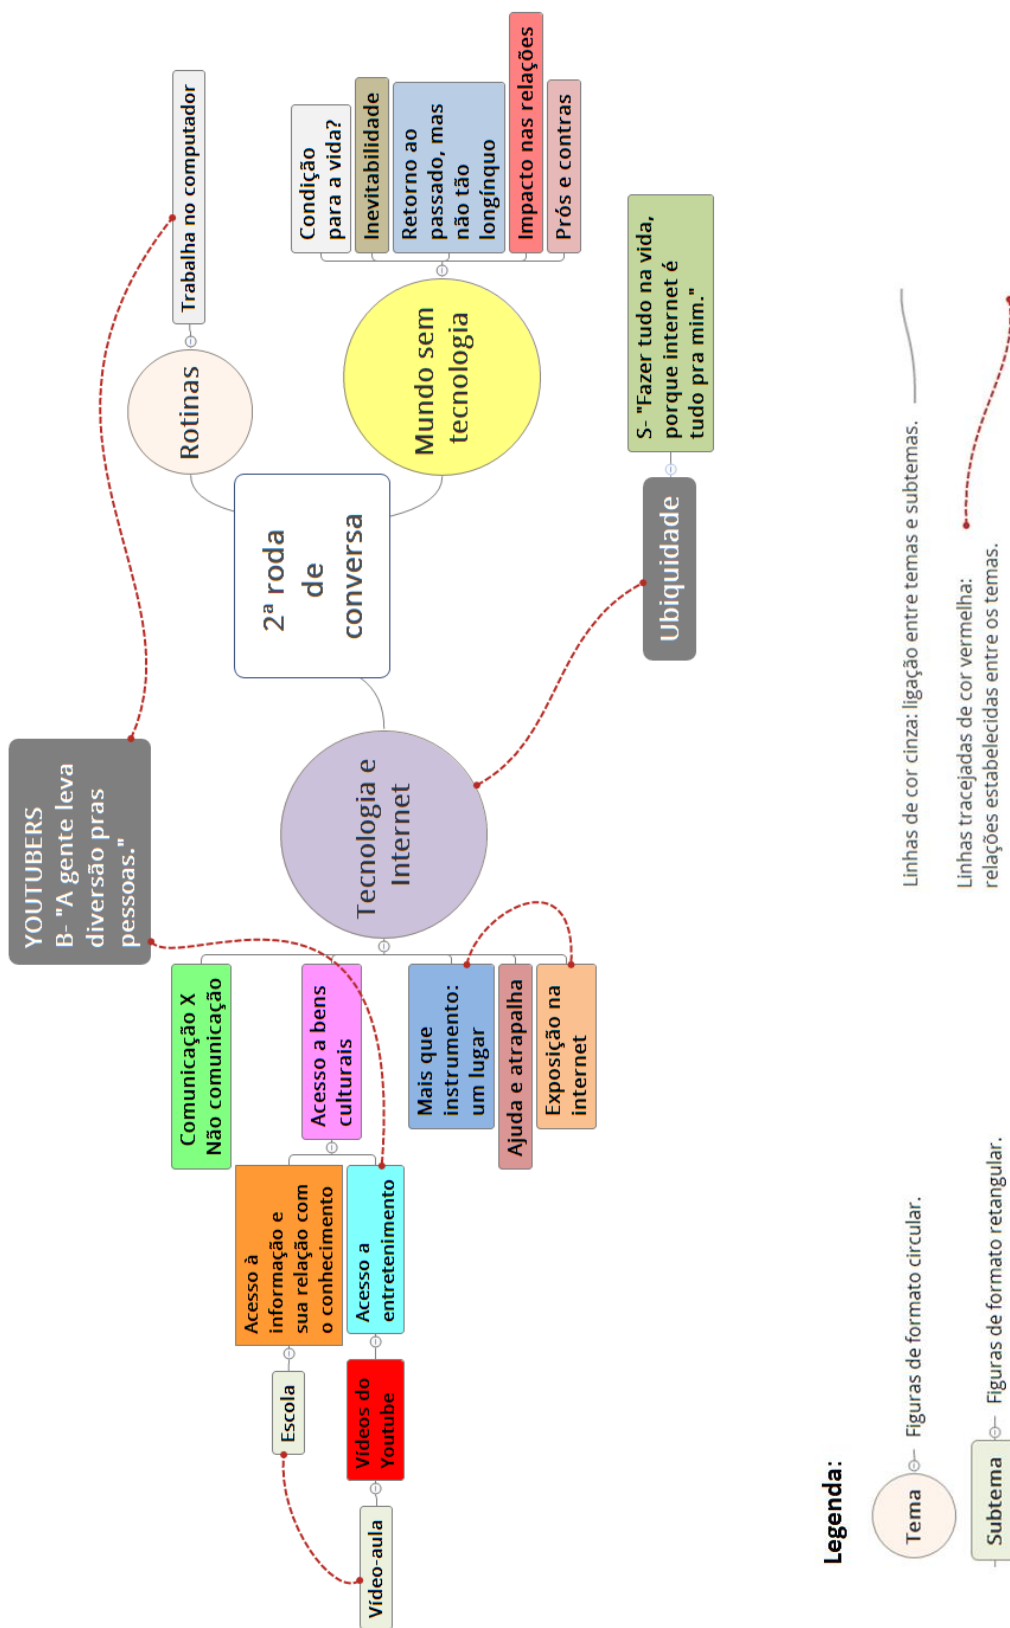 YOUTUBERS
B- "A gente leva
diversão pras
pessoas."
Trabalha no computador
Rotinas
Comunicação X
Não comunicação
Acesso à
informação e
sua relação com
o conhecimento
Escola
Acesso a bens
culturais
Acesso a
entretenimento
Vídeos do
Youtube
Vídeo-aula
Tecnologia e
Internet
2ª roda
de
conversa
Condição
para a vida?
Inevitabilidade
Retorno ao
passado, mas
não tão
longínquo
Impacto nas relações
Prós e contras
Mundo sem
tecnologia
Mais que
instrumento:
um lugar
Ajuda e atrapalha
Exposição na
internet
S- "Fazer tudo na vida,
porque internet é
tudo pra mim."
Ubiquidade
Legenda:
Tema
Figuras de formato circular.
Subtema
Figuras de formato retangular.
Linhas de cor cinza: ligação entre temas e subtemas.
Linhas tracejadas de cor vermelha:
relações estabelecidas entre os temas.